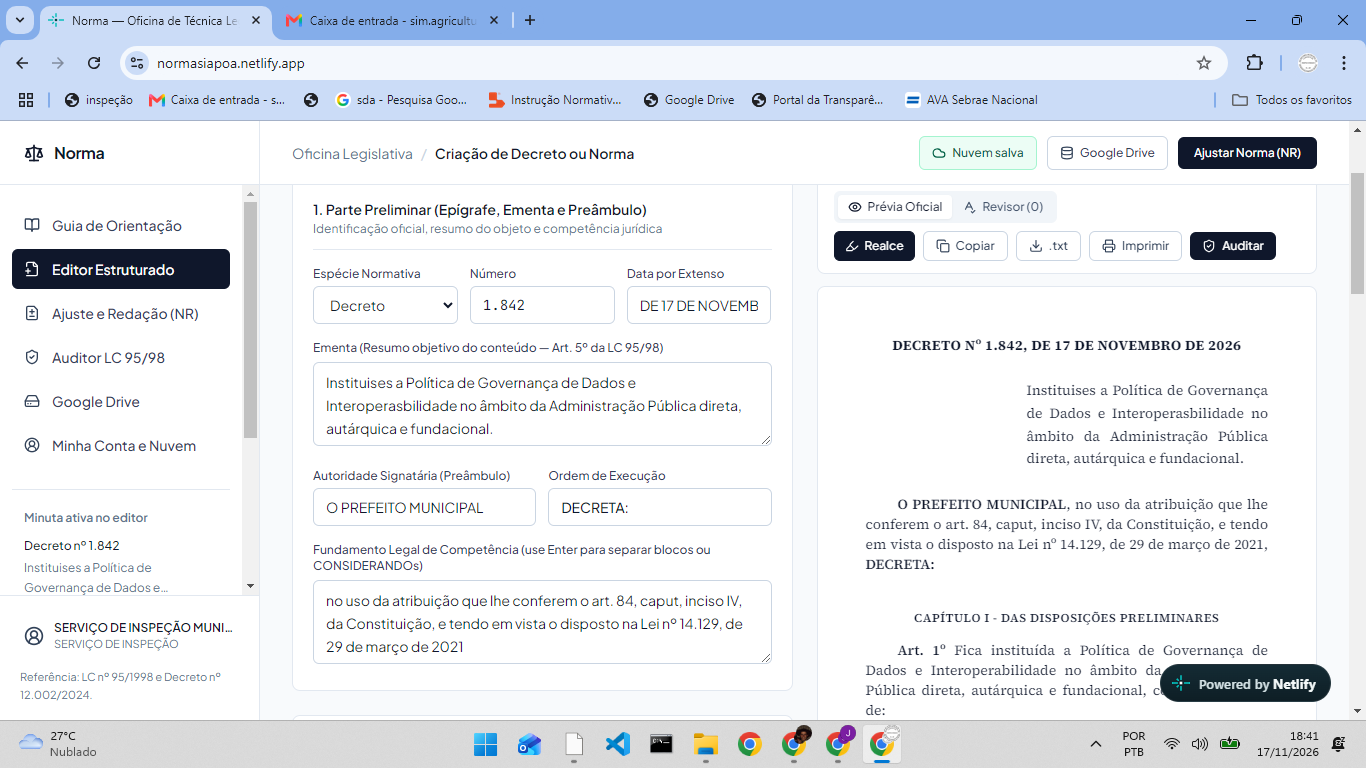 Norma — Oficina de Técnica Le
Caixa de entrada - sim.agricultu
normasiapoa.netlify.app
inspeção
Caixa de entrada - s...
sda - Pesquisa Goo...
Instrução Normativ...
Google Drive
Portal da Transparê...
AVA Sebrae Nacional
Todos os favoritos
Norma
Oficina Legislativa / Criação de Decreto ou Norma
Nuvem salva
Google Drive
Ajustar Norma (NR)
Guia de Orientação
Editor Estruturado
Ajuste e Redação (NR)
Auditor LC 95/98
Google Drive
Minha Conta e Nuvem
Minuta ativa no editor
Decreto nº 1.842
Instituises a Política de
Governança de Dados e...
SERVIÇO DE INSPEÇÃO MUNI...
SERVIÇO DE INSPEÇÃO
Referência: LC nº 95/1998 e Decreto nº
12.002/2024.
1. Parte Preliminar (Epígrafe, Ementa e Preâmbulo)
Identificação oficial, resumo do objeto e competência jurídica
Espécie Normativa
Número
Data por Extenso
Decreto
1.842
DE 17 DE NOVEMB
Ementa (Resumo objetivo do conteúdo — Art. 5º da LC 95/98)
Instituises a Política de Governança de Dados e
Interoperasbilidade no âmbito da Administração Pública direta,
autárquica e fundacional.
Autoridade Signatária (Preâmbulo)
Ordem de Execução
O PREFEITO MUNICIPAL
DECRETA:
Fundamento Legal de Competência (use Enter para separar blocos ou
CONSIDERANDOs)
no uso da atribuição que lhe conferem o art. 84, caput, inciso IV,
da Constituição, e tendo em vista o disposto na Lei nº 14.129, de
29 de março de 2021
Prévia Oficial
Revisor (0)
Realce
Copiar
.txt
Imprimir
Auditar
DECRETO Nº 1.842, DE 17 DE NOVEMBRO DE 2026
Instituises a Política de Governança
de Dados e Interoperasbilidade no
âmbito da Administração Pública
direta, autárquica e fundacional.
O PREFEITO MUNICIPAL, no uso da atribuição que lhe
conferem o art. 84, caput, inciso IV, da Constituição, e tendo
em vista o disposto na Lei nº 14.129, de 29 de março de 2021,
DECRETA:
CAPÍTULO I - DAS DISPOSIÇÕES PRELIMINARES
Art. 1º Fica instituída a Política de Governança de
Dados e Interoperabilidade no âmbito da
Pública direta, autárquica e fundacional,
de:
Powered by Netlify
27°C
Nublado
POR
PTB
18:41
17/11/2026